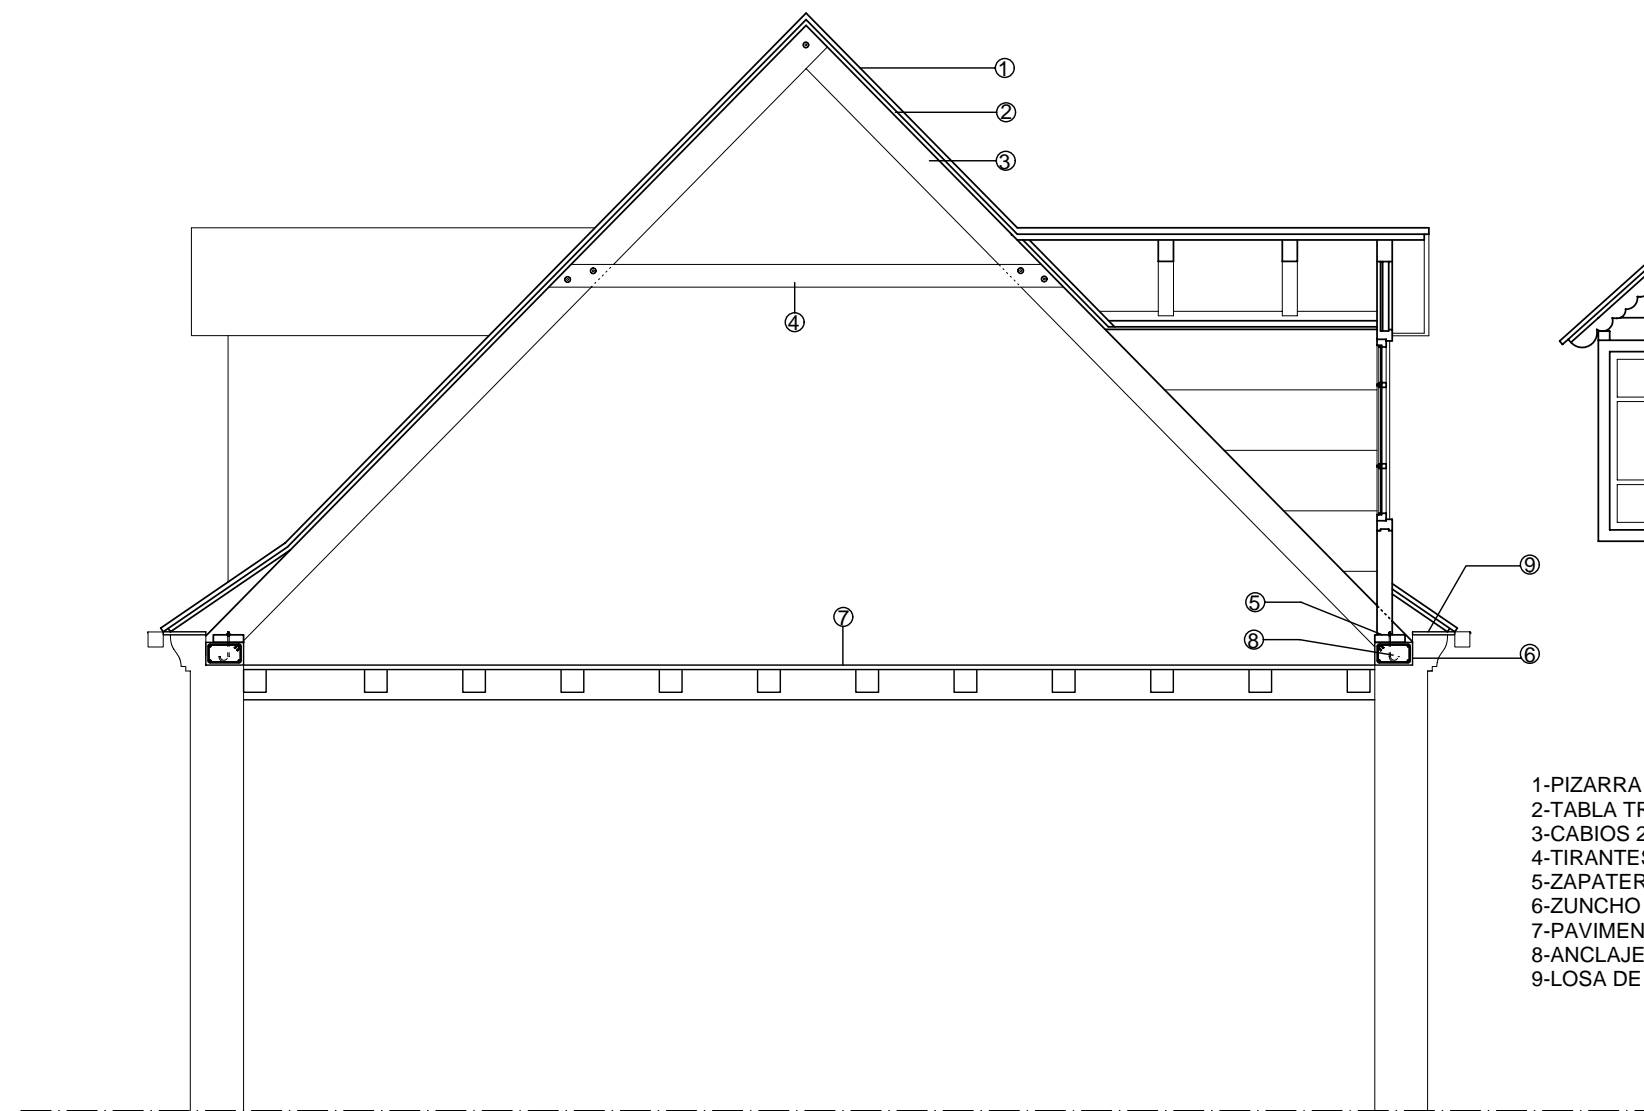 1
2
3
4
9
5
7
8
6
1-PIZARRA
2-TABLA TR
3-CABIOS 2
4-TIRANTES
5-ZAPATER
6-ZUNCHO
7-PAVIMEN
8-ANCLAJE
9-LOSA DE